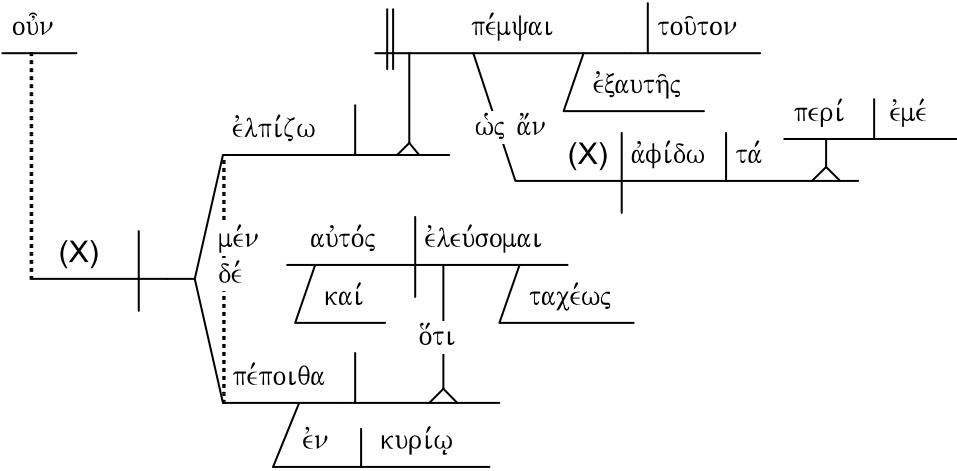 οὖν πέμψαι τοῦτον
ἐξαυτῆς
περί ἐμέ
ἐλπίζω ὡς ἄν
(X) ἀφίδω τά
(X) μέν αὐτός ἐλεύσομαι
δέ
καί ταχέως
ὅτι
πέποιθα
ἐν κυρίῳ